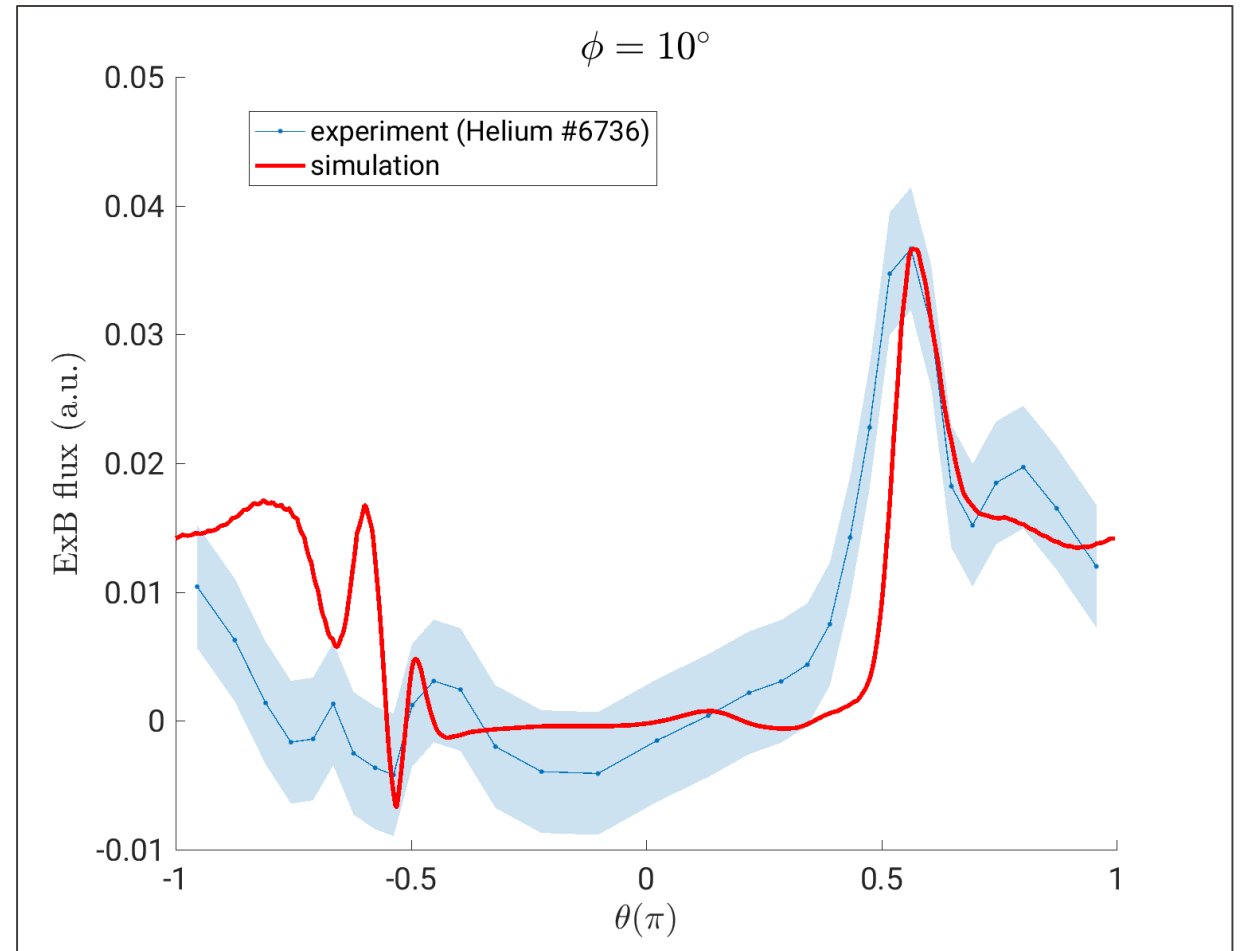 ϕ = 10°
0.05
experiment (Helium #6736)
simulation
0.04
0.03
0.02
0.01
0
-0.01
ExB flux (a.u.)
-1
-0.5
0
0.5
1
θ(π)